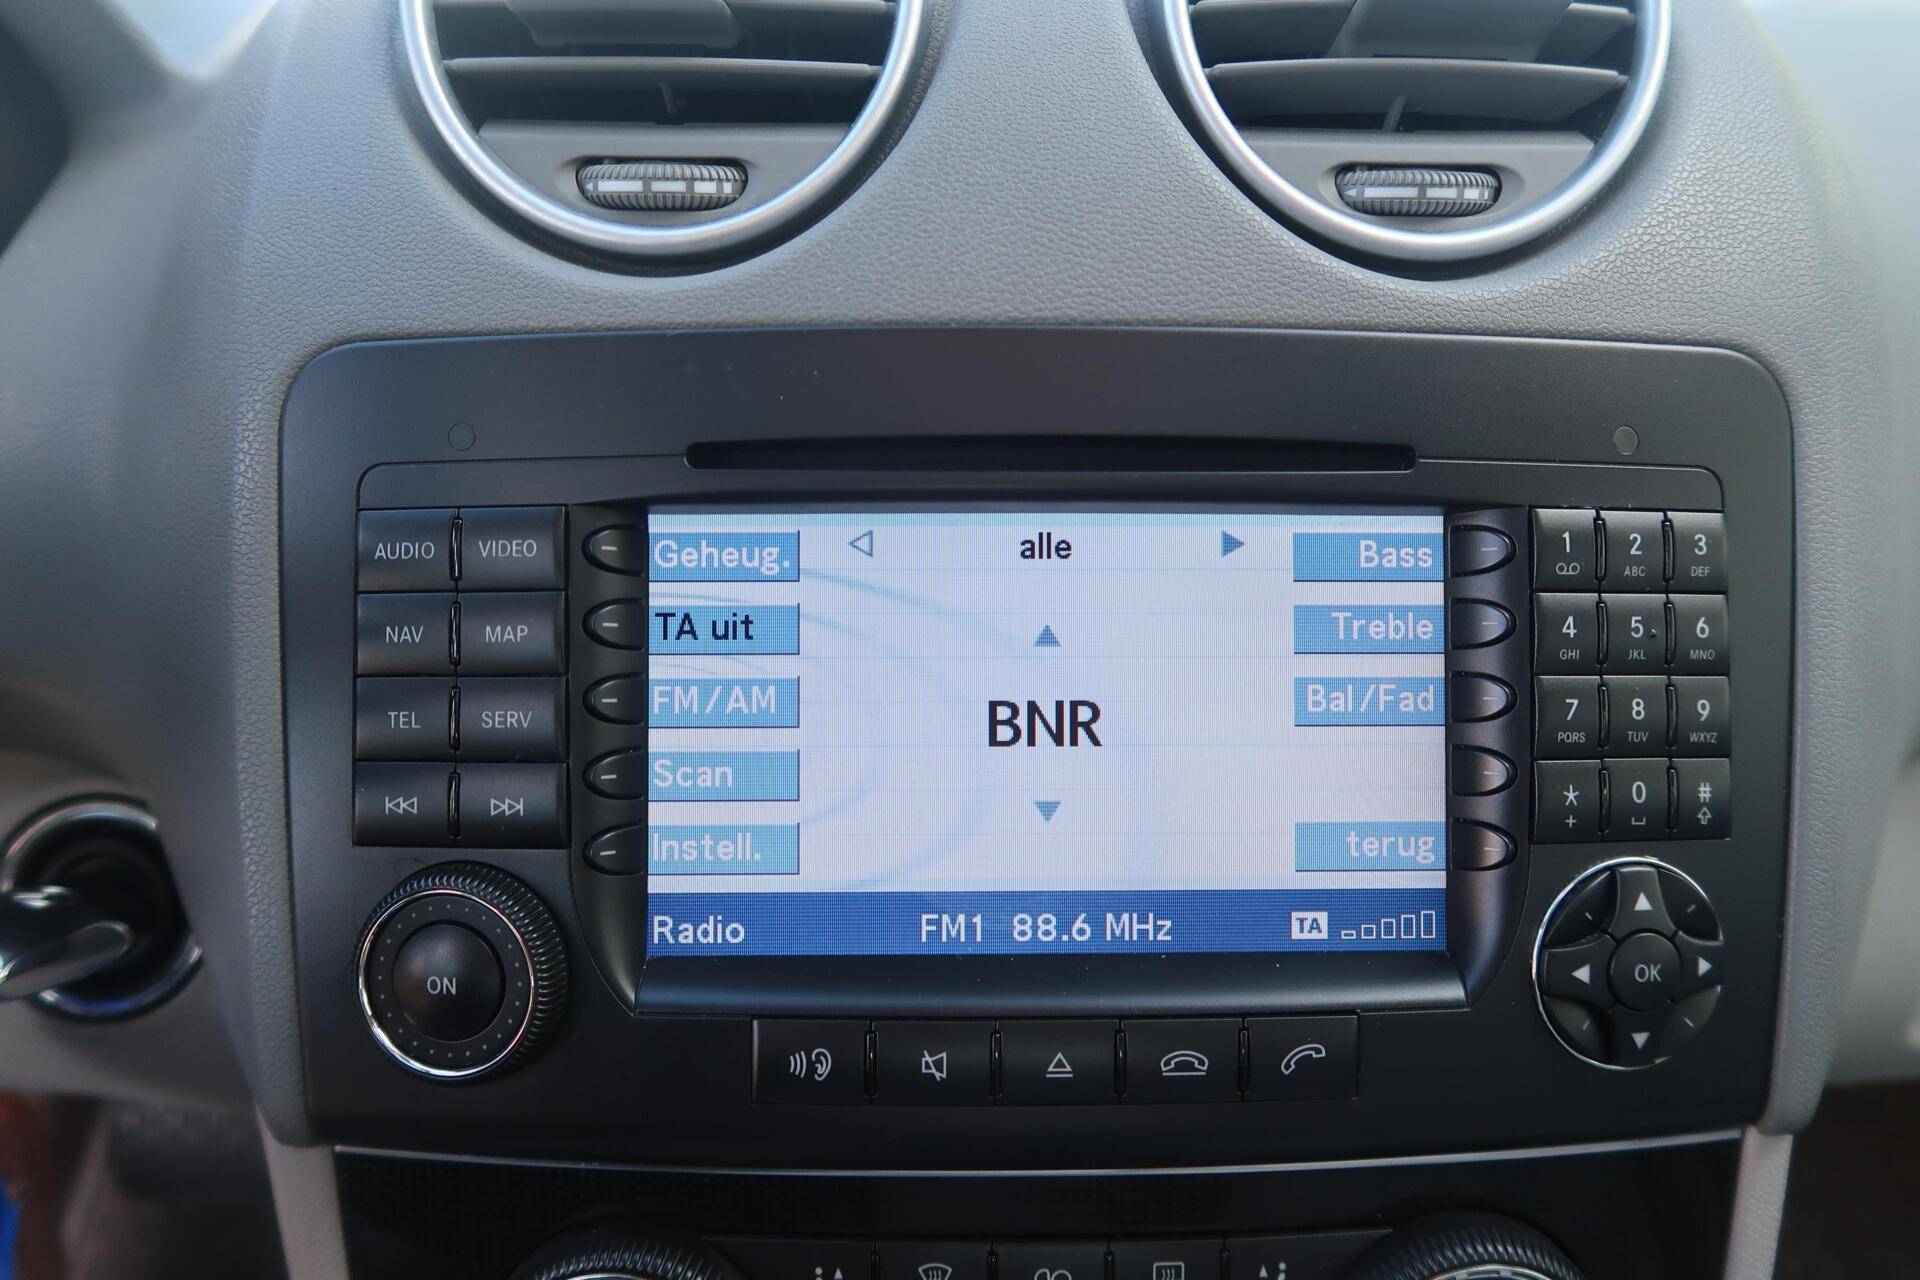 AUDIO
VIDEO
NAV
MAP
TEL
SERV
ON
Geheug.
TA uit
FM/AM
Scan
Instell.
alle
BNR
Bass
Treble
Bal/Fad
terug
Radio
FM1 88.6 MHz
TA
1
2 ABC
3 DEF
4 GHI
5 JKL
6 MNO
7 PQRS
8 TUV
9 WXYZ
* +
0
#
OK